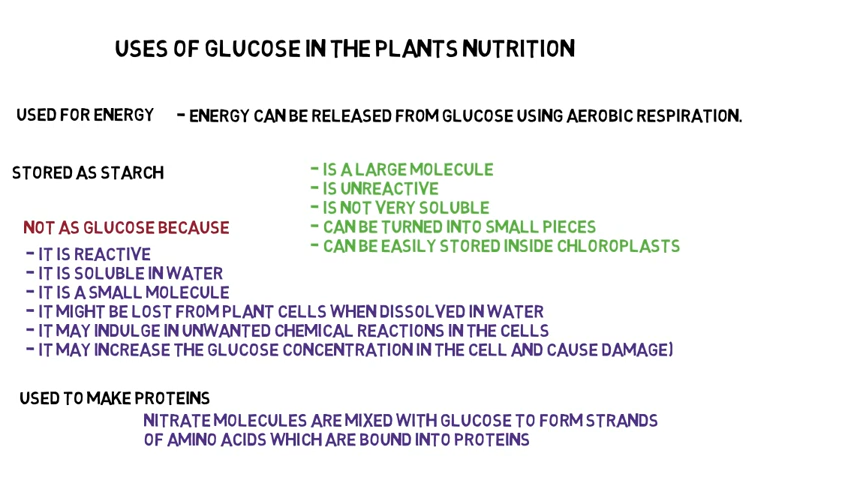 USES OF GLUCOSE IN THE PLANTS NUTRITION
USED FOR ENERGY - ENERGY CAN BE RELEASED FROM GLUCOSE USING AEROBIC RESPIRATION.
STORED AS STARCH
- IS A LARGE MOLECULE
- IS UNREACTIVE
- IS NOT VERY SOLUBLE
- CAN BE TURNED INTO SMALL PIECES
- CAN BE EASILY STORED INSIDE CHLOROPLASTS
NOT AS GLUCOSE BECAUSE
- IT IS REACTIVE
- IT IS SOLUBLE IN WATER
- IT IS A SMALL MOLECULE
- IT MIGHT BE LOST FROM PLANT CELLS WHEN DISSOLVED IN WATER
- IT MAY INDULGE IN UNWANTED CHEMICAL REACTIONS IN THE CELLS
- IT MAY INCREASE THE GLUCOSE CONCENTRATION IN THE CELL AND CAUSE DAMAGE)
USED TO MAKE PROTEINS
NITRATE MOLECULES ARE MIXED WITH GLUCOSE TO FORM STRANDS
OF AMINO ACIDS WHICH ARE BOUND INTO PROTEINS